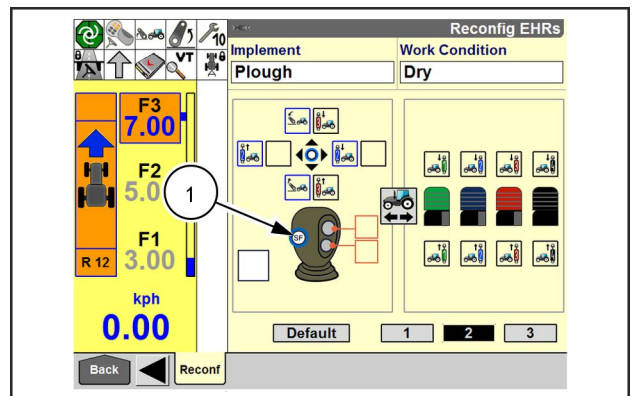 Reconfig EHRs
10
VT
Implement
Work Condition
Plough
Dry
F3
7.00
F2
5.0
1
F1
3.00
R 12
SF
kph
0.00
Default
1
2
3
Back
Reconf